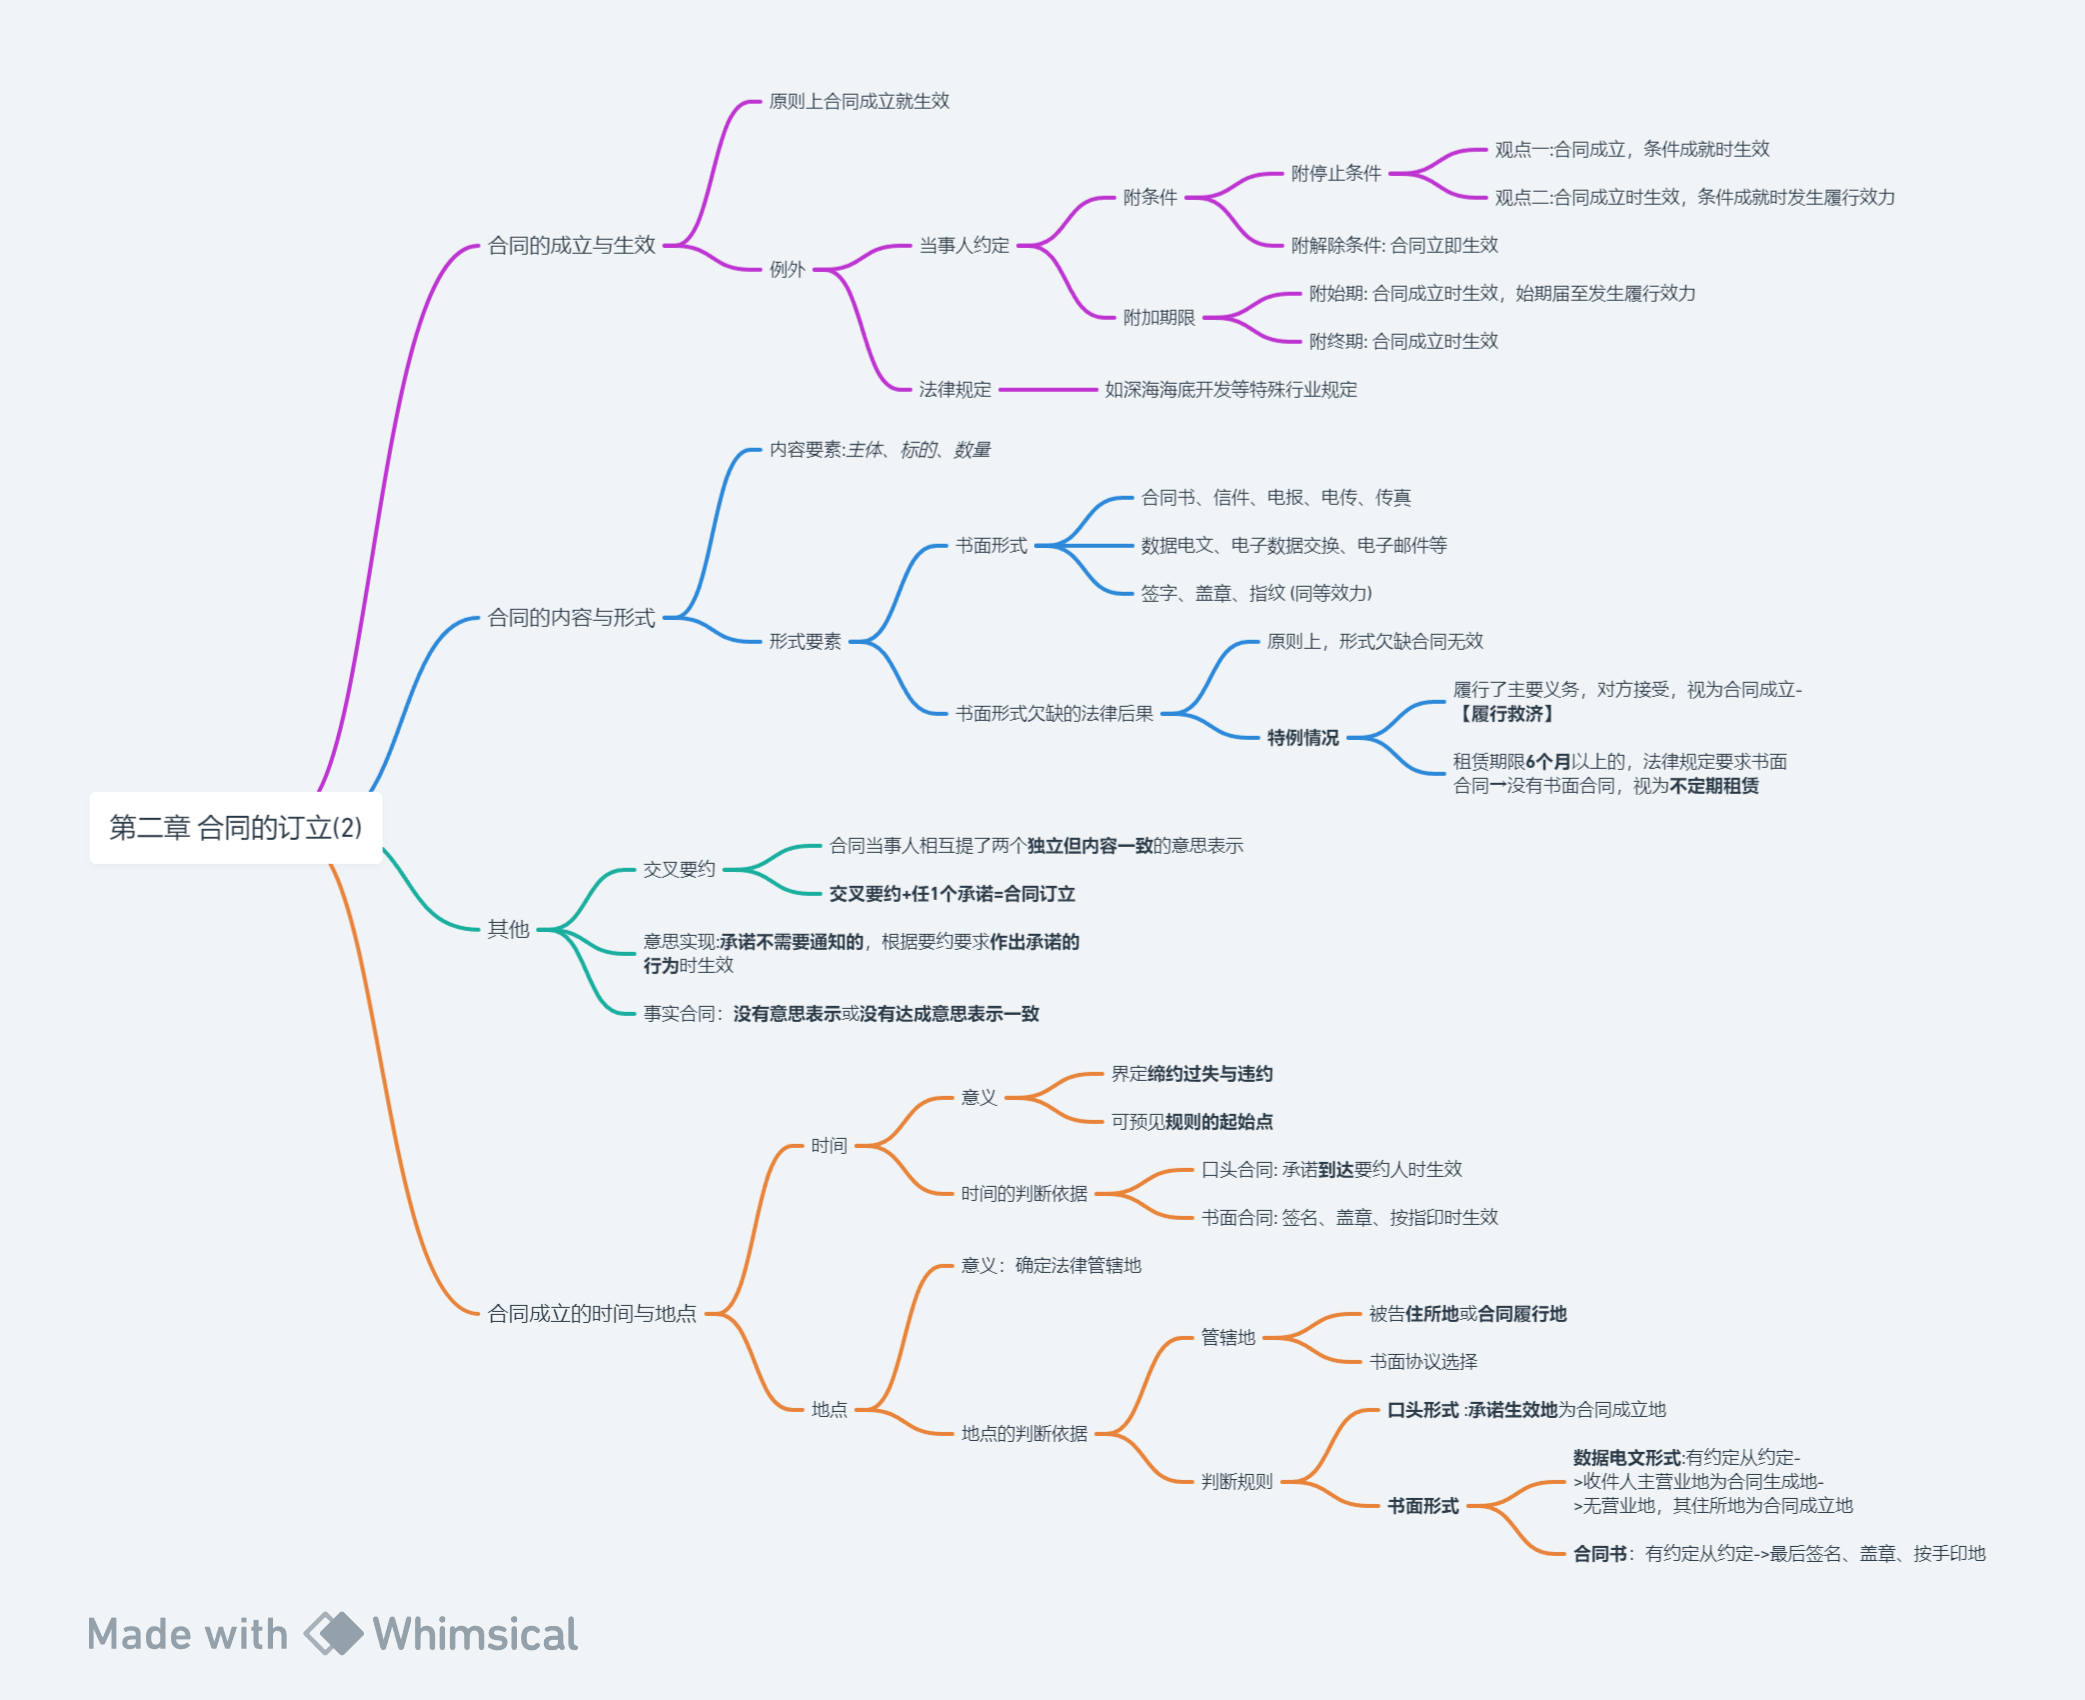 第二章 合同的订立(2)
合同的成立与生效
原则上合同成立就生效
例外
当事人约定
附条件
附停止条件
观点一:合同成立，条件成就时生效
观点二:合同成立时生效，条件成就时发生履行效力
附解除条件: 合同立即生效
附加期限
附始期: 合同成立时生效，始期届至发生履行效力
附终期: 合同成立时生效
法律规定
如深海海底开发等特殊行业规定
合同的内容与形式
内容要素:主体、标的、数量
形式要素
书面形式
合同书、信件、电报、电传、传真
数据电文、电子数据交换、电子邮件等
签字、盖章、指纹 (同等效力)
书面形式欠缺的法律后果
原则上，形式欠缺合同无效
特例情况
履行了主要义务，对方接受，视为合同成立-
【履行救济】
租赁期限6个月以上的，法律规定要求书面
合同→没有书面合同，视为不定期租赁
其他
交叉要约
合同当事人相互提了两个独立但内容一致的意思表示
交叉要约+任1个承诺=合同订立
意思实现:承诺不需要通知的，根据要约要求作出承诺的
行为时生效
事实合同：没有意思表示或没有达成意思表示一致
合同成立的时间与地点
时间
意义
界定缔约过失与违约
可预见规则的起始点
时间的判断依据
口头合同: 承诺到达要约人时生效
书面合同: 签名、盖章、按指印时生效
地点
意义：确定法律管辖地
地点的判断依据
管辖地
被告住所地或合同履行地
书面协议选择
判断规则
口头形式 :承诺生效地为合同成立地
书面形式
数据电文形式:有约定从约定-
>收件人主营业地为合同生成地-
>无营业地，其住所地为合同成立地
合同书：有约定从约定->最后签名、盖章、按手印地
Made with Whimsical